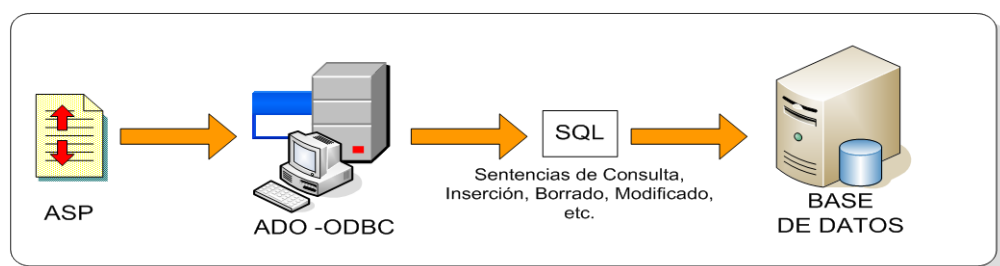 ASP
ADO -ODBC
SQL
Sentencias de Consulta,
Inserción, Borrado, Modificado,
etc.
BASE
DE DATOS